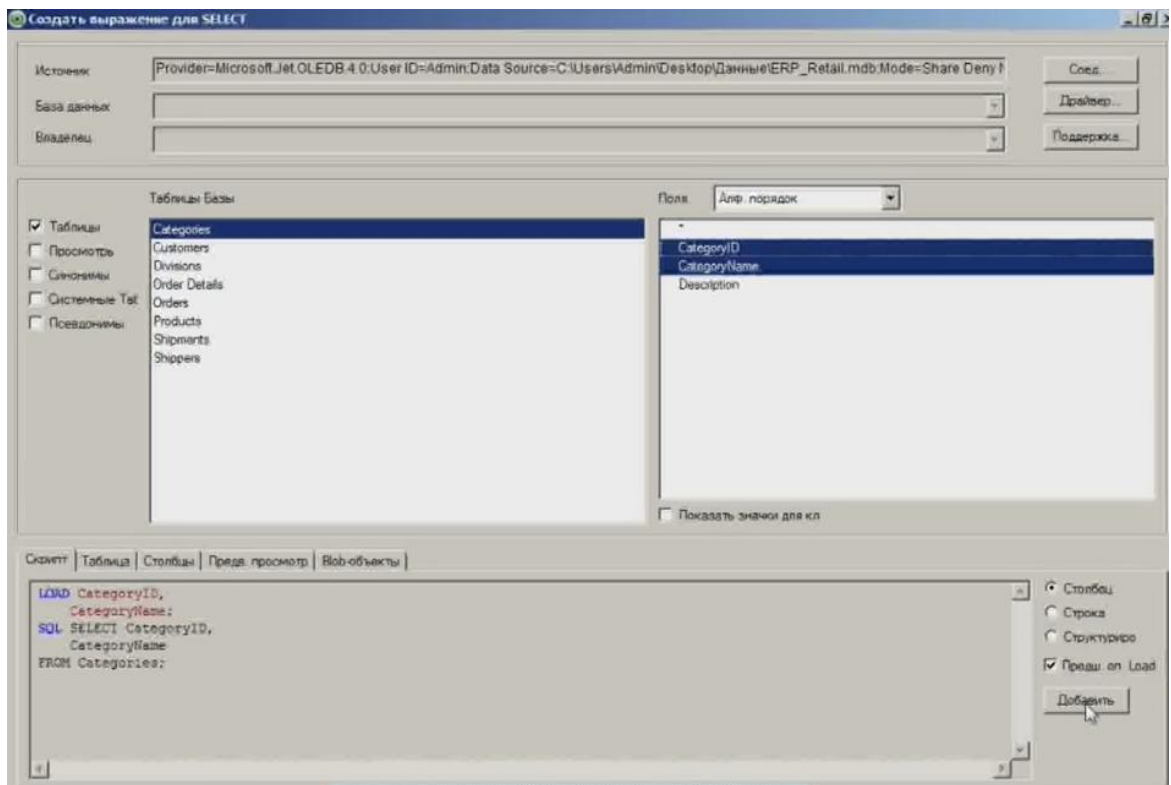 Создать выражение для SELECT
Источник
Provider=Microsoft.Jet.OLEDB.4.0;User ID=Admin;Data Source=C:\Users\Admin\Desktop\Данные\ERP_Retail.mdb;Mode=Share Deny N
Соед....
База данных
Драйвер...
Владелец
Поддержка...
Таблицы Базы
Поля
Алф. порядок
Таблицы
Просмотры
Синонимы
Системные Tab
Псевдонимы
Categories
Customers
Divisions
Order Details
Orders
Products
Shipments
Shippers
*
CategoryID
CategoryName
Description
Показать значки для кл
Скрипт
Таблица
Столбцы
Предв. просмотр
Blob-объекты
LOAD CategoryID,
CategoryName;
SQL SELECT CategoryID,
CategoryName
FROM Categories;
Столбец
Строка
Структуриро
Предш. оп. Load
Добавить